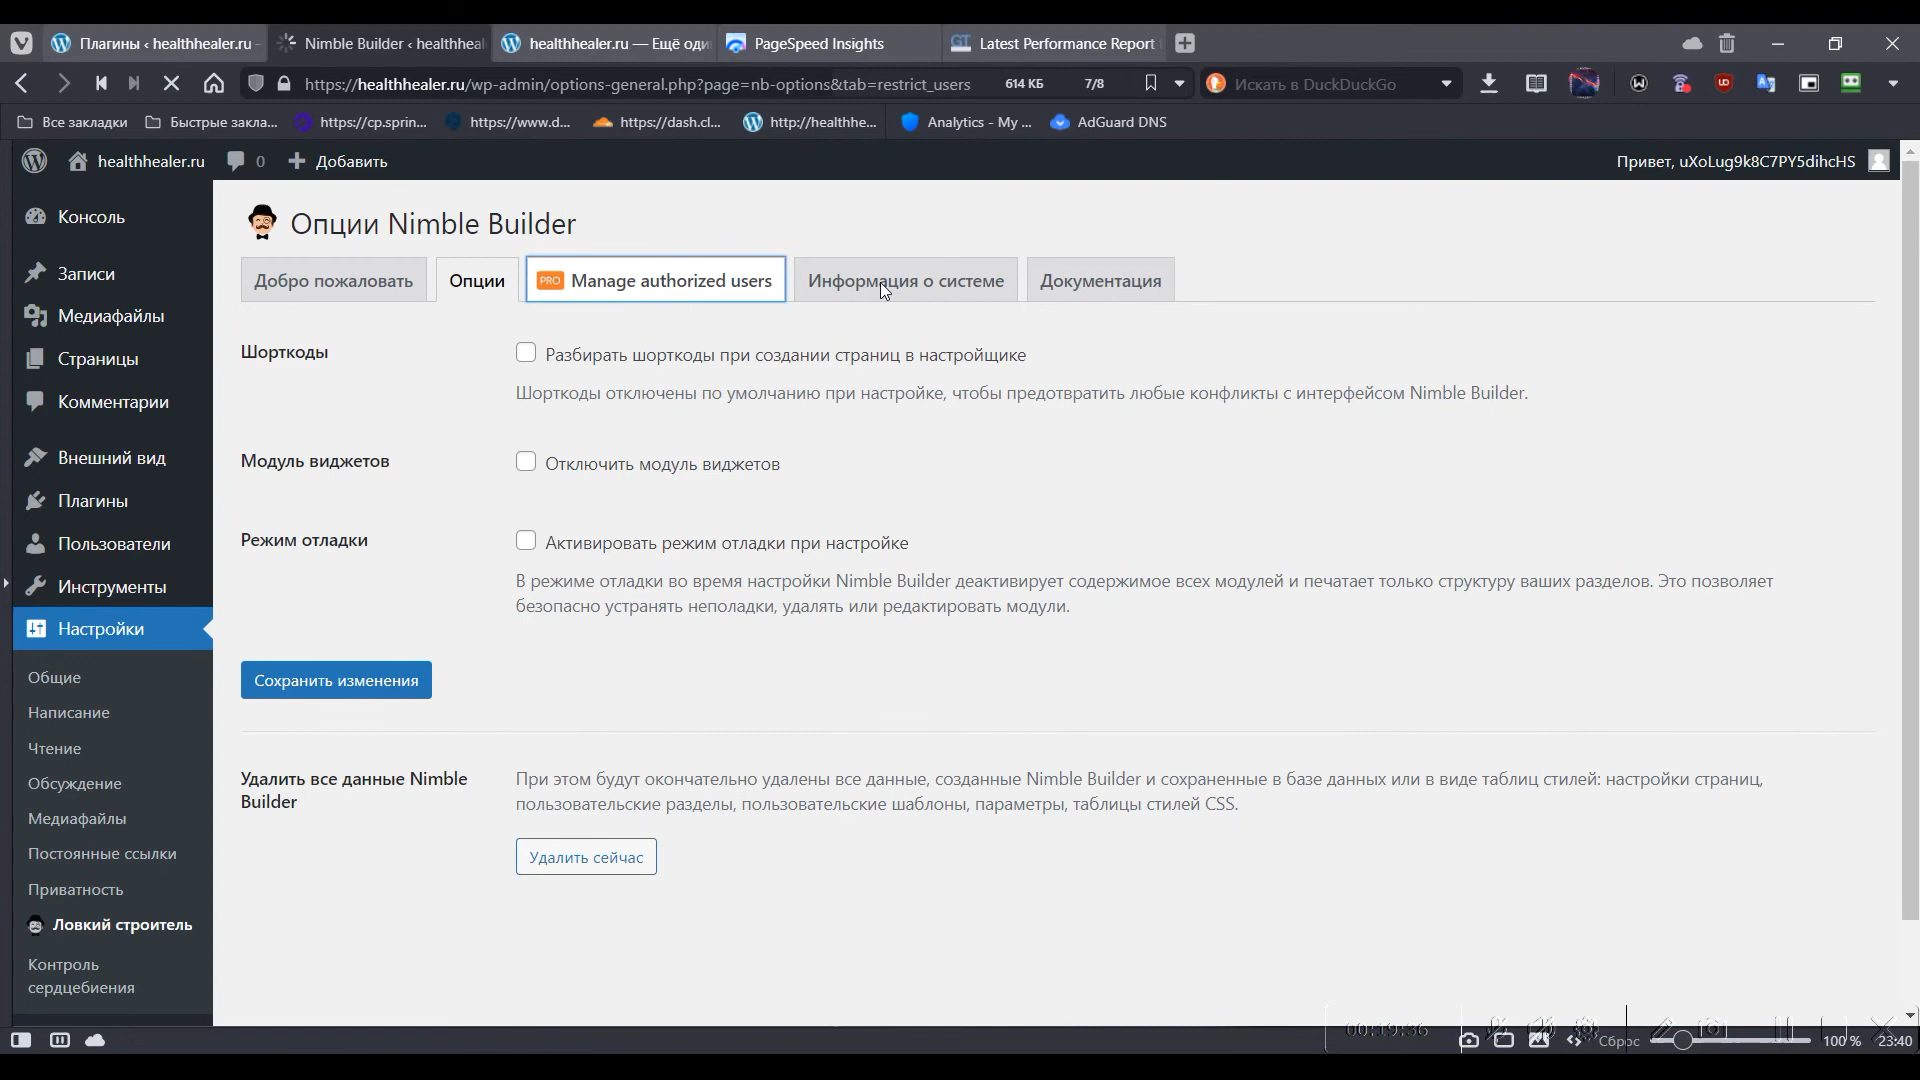 Плагины ‹ healthhealer.ru -
Nimble Builder ‹ healthheal
healthhealer.ru — Ещё оди
PageSpeed Insights
GT Latest Performance Report
https://healthhealer.ru/wp-admin/options-general.php?page=nb-options&tab=restrict_users
614 КБ
7/8
Искать в DuckDuckGo
Все закладки
Быстрые закла...
https://cp.sprin...
https://www.d...
https://dash.cl...
http://healthhe...
Analytics - My ...
AdGuard DNS
healthhealer.ru
0
Добавить
Привет, uXoLug9k8C7PY5dihcHS
Консоль
Записи
Медиафайлы
Страницы
Комментарии
Внешний вид
Плагины
Пользователи
Инструменты
Настройки
Общие
Написание
Чтение
Обсуждение
Медиафайлы
Постоянные ссылки
Приватность
Ловкий строитель
Контроль
сердцебиения
Опции Nimble Builder
Добро пожаловать
Опции
PRO Manage authorized users
Информация о системе
Документация
Шорткоды
Разбирать шорткоды при создании страниц в настройщике
Шорткоды отключены по умолчанию при настройке, чтобы предотвратить любые конфликты с интерфейсом Nimble Builder.
Модуль виджетов
Отключить модуль виджетов
Режим отладки
Активировать режим отладки при настройке
В режиме отладки во время настройки Nimble Builder деактивирует содержимое всех модулей и печатает только структуру ваших разделов. Это позволяет
безопасно устранять неполадки, удалять или редактировать модули.
Сохранить изменения
Удалить все данные Nimble
Builder
При этом будут окончательно удалены все данные, созданные Nimble Builder и сохраненные в базе данных или в виде таблиц стилей: настройки страниц,
пользовательские разделы, пользовательские шаблоны, параметры, таблицы стилей CSS.
Удалить сейчас
00:19:36
Сброс
100 %
23:40